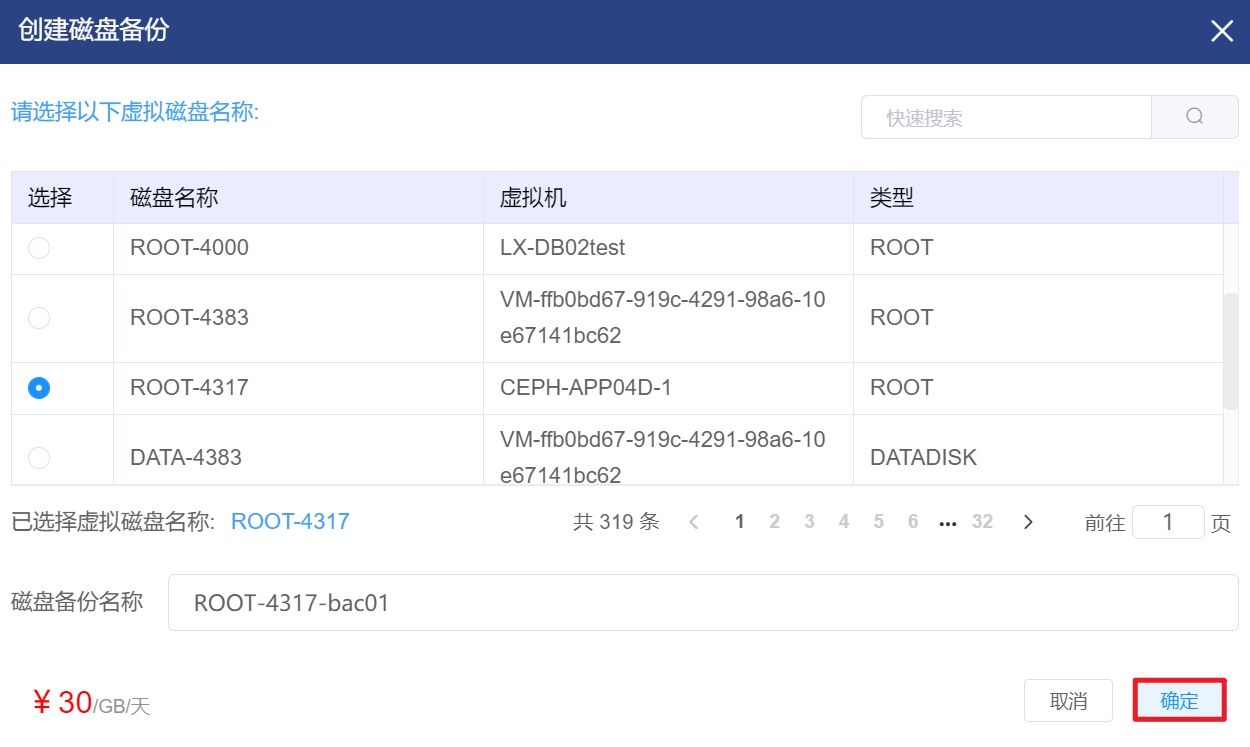 创建磁盘备份
请选择以下虚拟磁盘名称:
快速搜索
选择 磁盘名称 虚拟机 类型
ROOT-4000 LX-DB02test ROOT
ROOT-4383 VM-ffb0bd67-919c-4291-98a6-10 ROOT
e67141bc62
ROOT-4317 CEPH-APP04D-1 ROOT
DATA-4383 VM-ffb0bd67-919c-4291-98a6-10 DATADISK
e67141bc62
已选择虚拟磁盘名称: ROOT-4317 共 319 条 1 2 3 4 5 6 ••• 32 前往 1 页
磁盘备份名称 ROOT-4317-bac01
¥ 30/GB/天 取消 确定